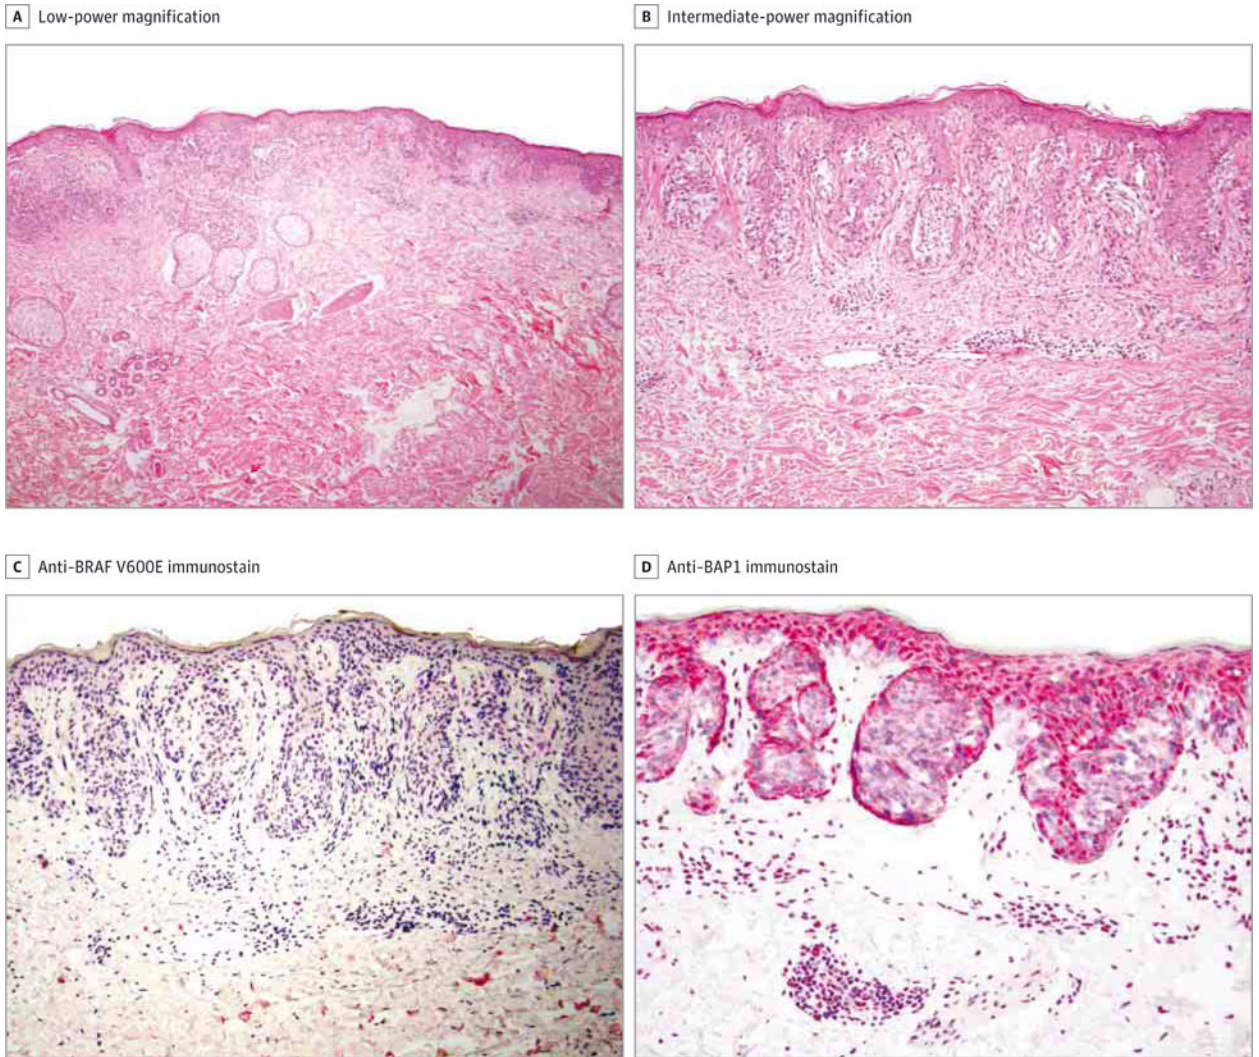 A Low-power magnification
B Intermediate-power magnification
C Anti-BRAF V600E immunostain
D Anti-BAP1 immunostain